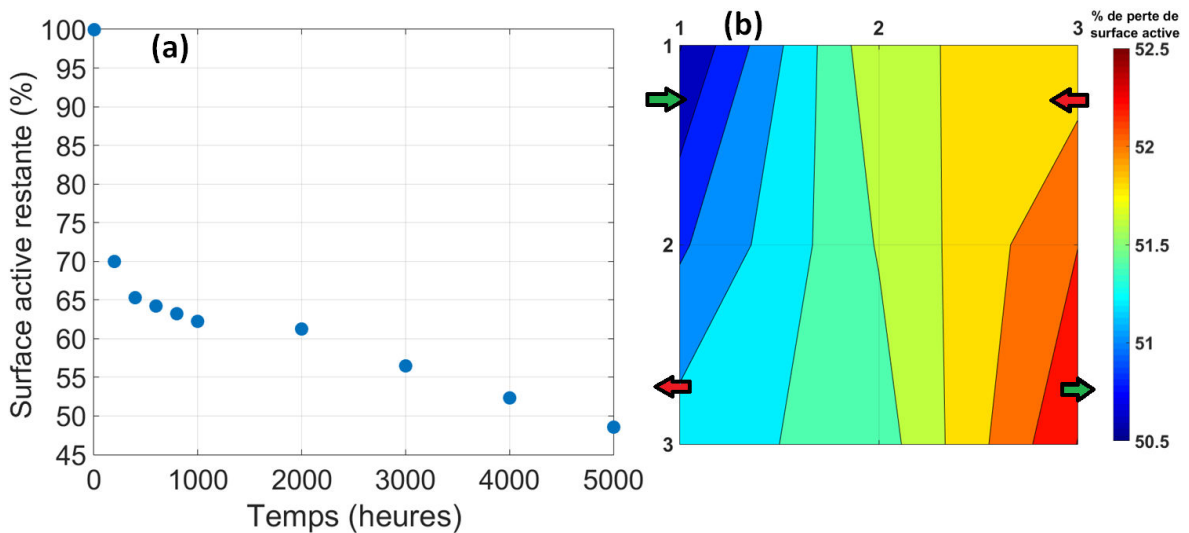 (a)
100
95
90
85
80
75
70
65
60
55
50
45
0 1000 2000 3000 4000 5000
Surface active restante (%)
Temps (heures)
(b)
1 2 3
1
2
3
% de perte de
surface active
52.5
52
51.5
51
50.5